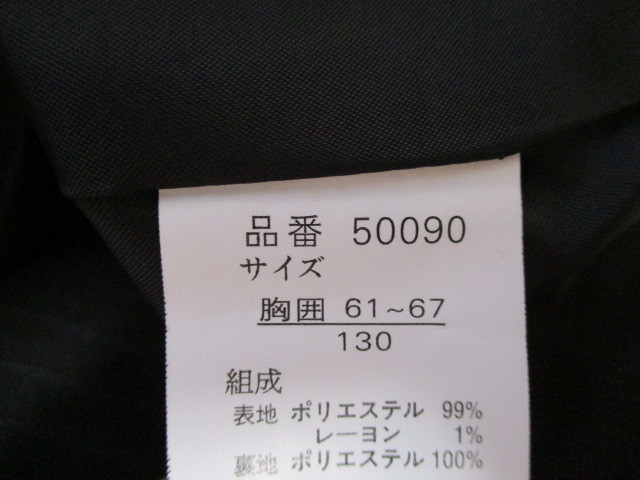 品番 50090
サイズ
胸囲 61~67
130
組成
表地 ポリエステル 99%
レーヨン 1%
裏地 ポリエステル 100%